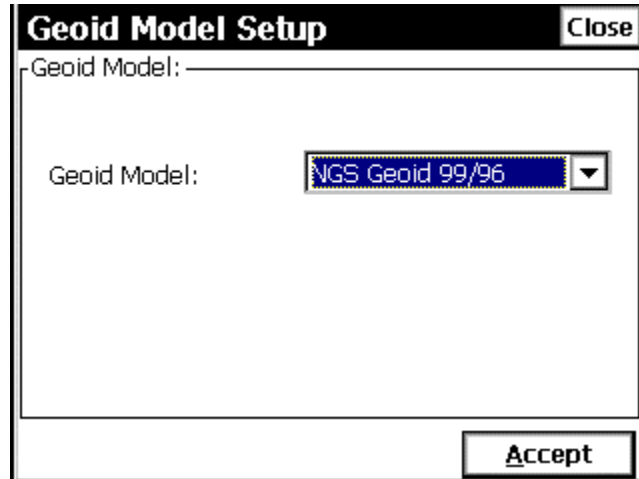 Geoid Model Setup Close
Geoid Model:
Geoid Model: NGS Geoid 99/96
Accept